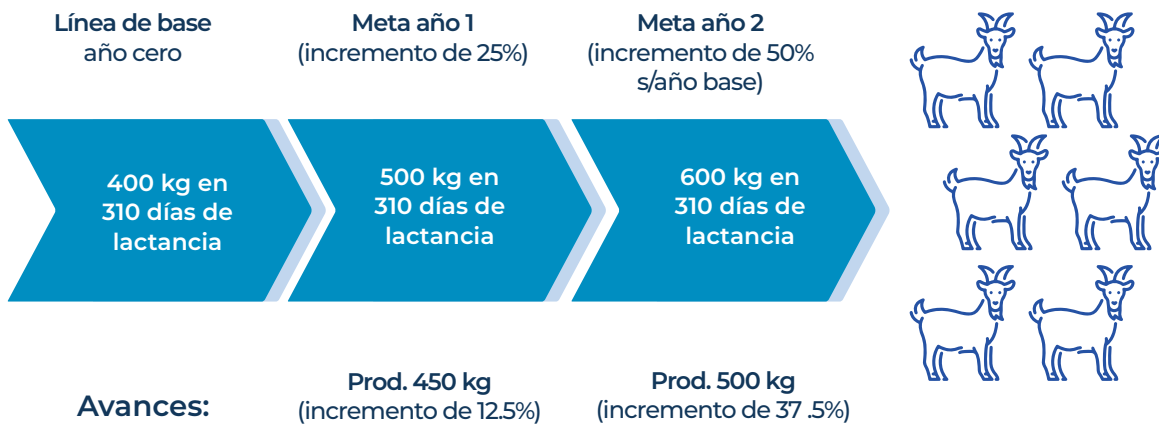 Línea de base
año cero
Meta año 1
(incremento de 25%)
Meta año 2
(incremento de 50%
s/año base)
400 kg en
310 días de
lactancia
500 kg en
310 días de
lactancia
600 kg en
310 días de
lactancia
Avances:
Prod. 450 kg
(incremento de 12.5%)
Prod. 500 kg
(incremento de 37 .5%)